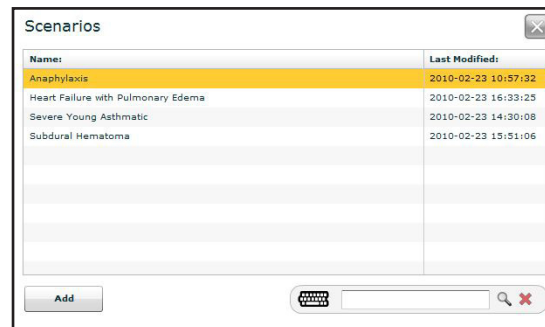 Scenarios
Name: Last Modified:
Anaphylaxis 2010-02-23 10:57:32
Heart Failure with Pulmonary Edema 2010-02-23 16:33:25
Severe Young Asthmatic 2010-02-23 14:30:08
Subdural Hematoma 2010-02-23 15:51:06
Add